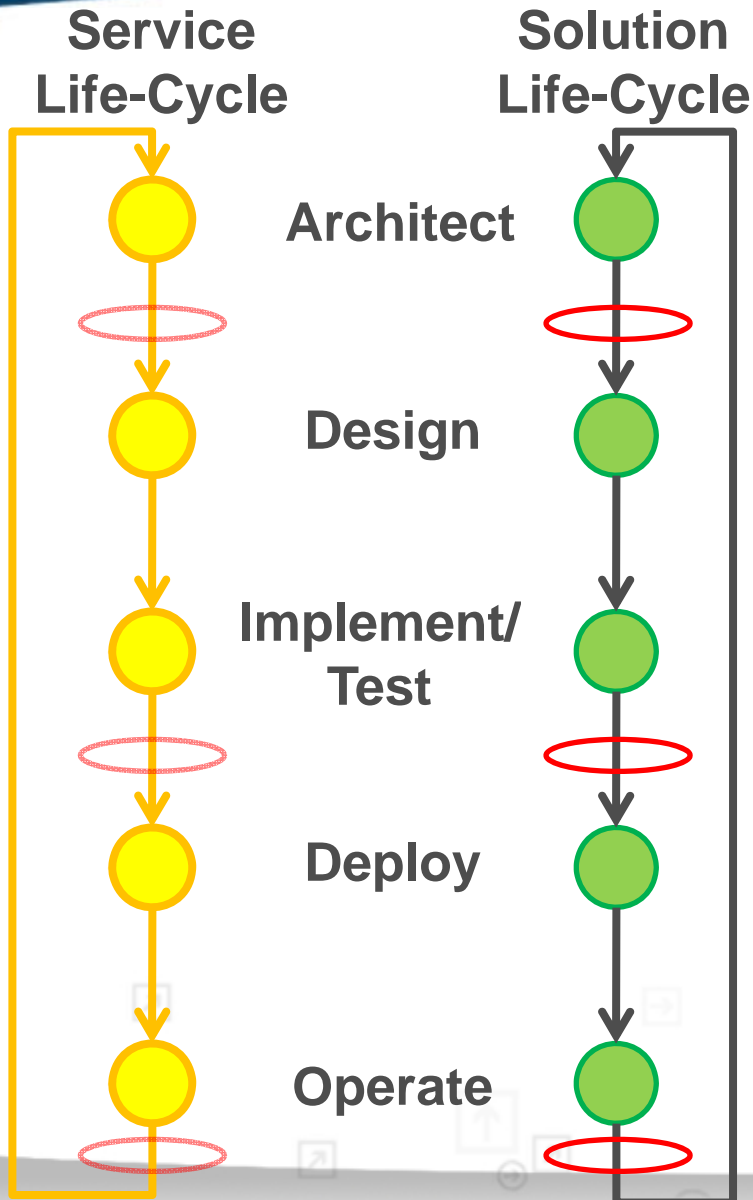 Service
Life-Cycle
Solution
Life-Cycle
Architect
Design
Implement/
Test
Deploy
Operate